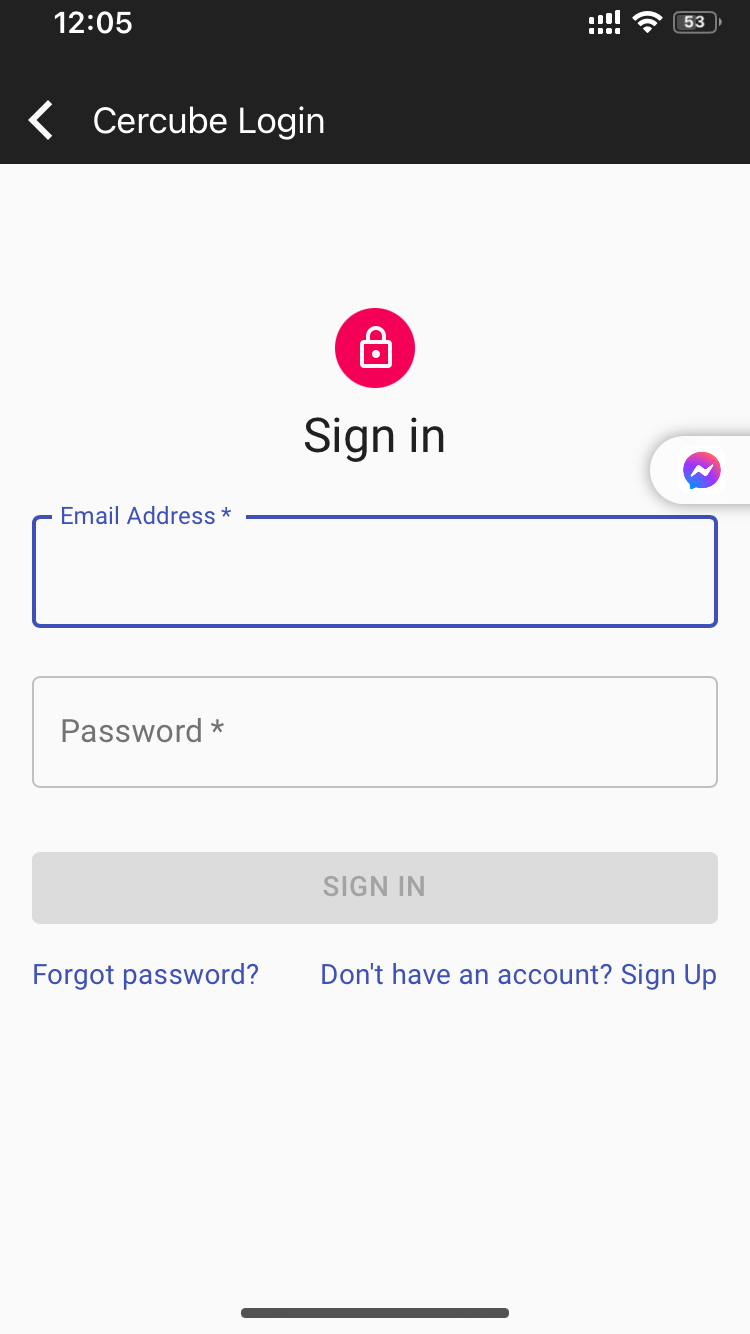 12:05
53
Cercube Login
Sign in
Email Address *
Password *
SIGN IN
Forgot password?
Don't have an account? Sign Up